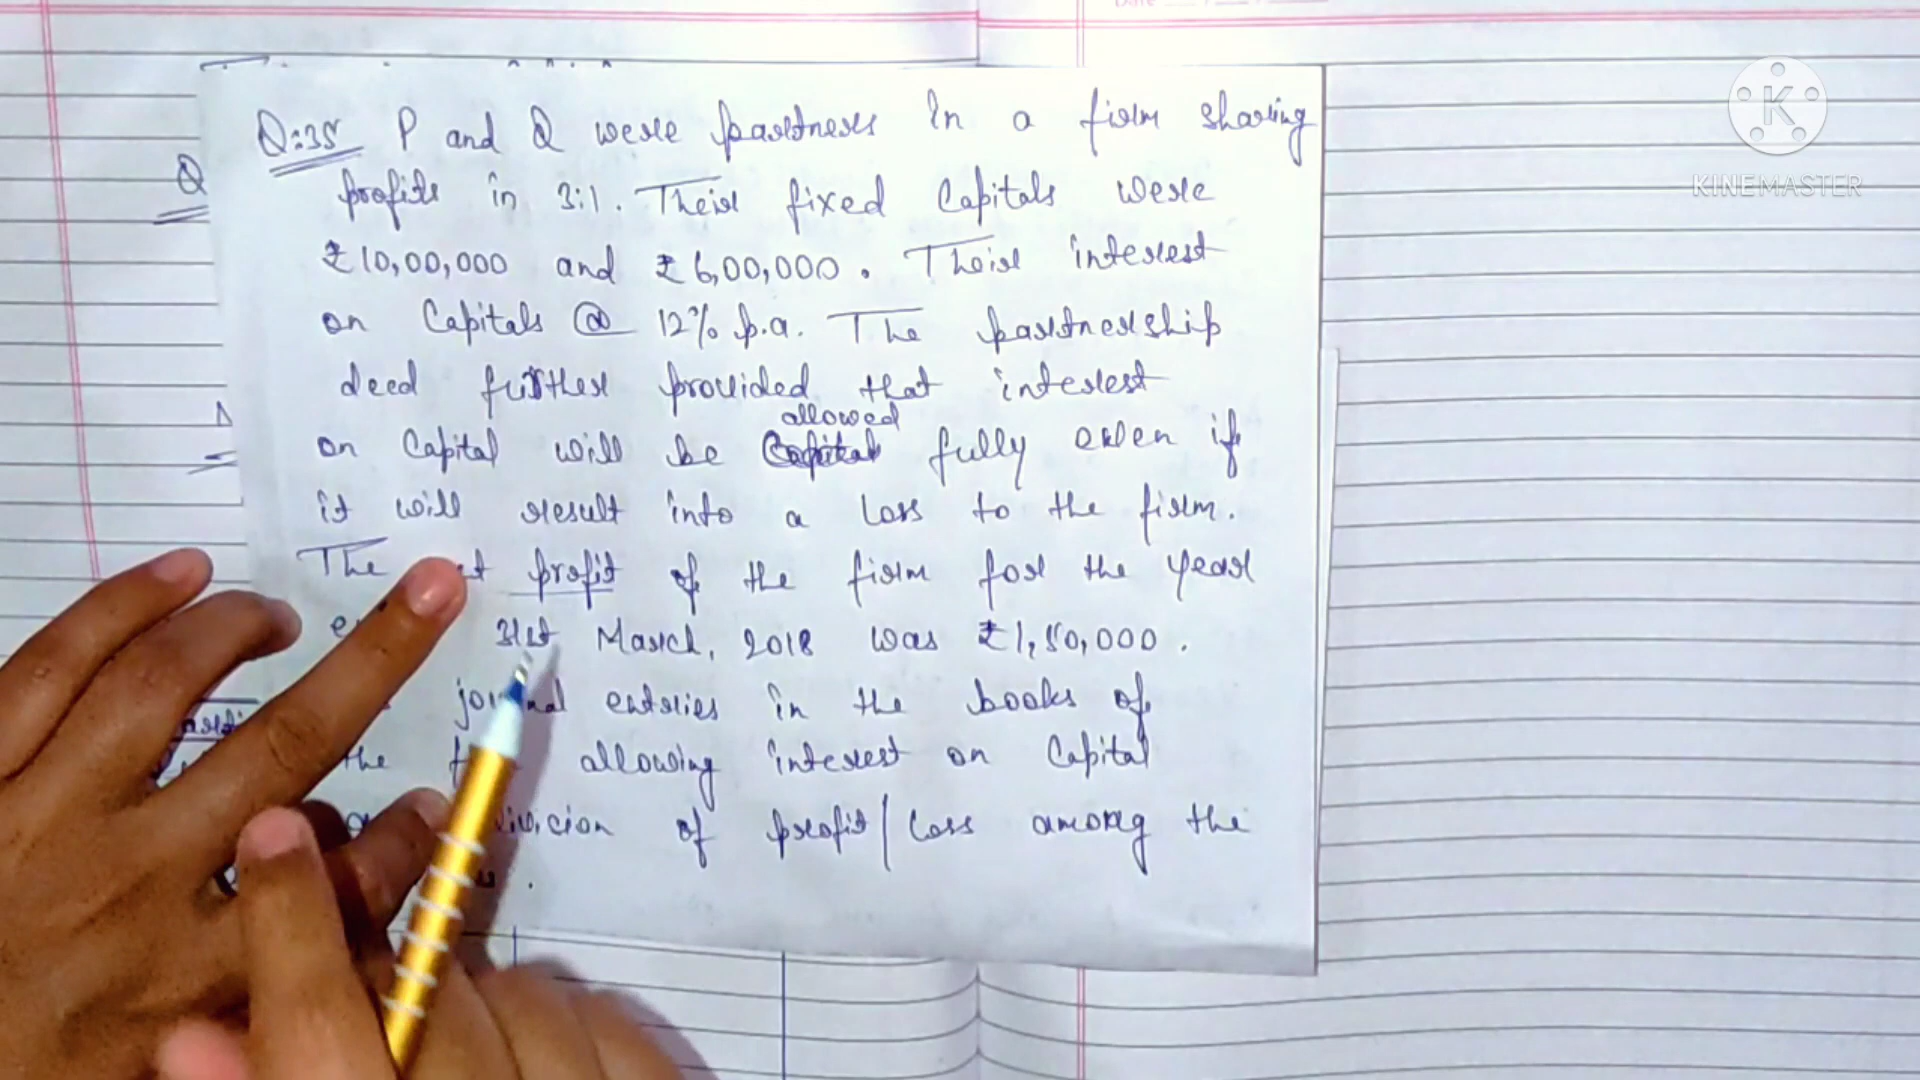 Date
KINEMASTER
Q
Q:35 P and Q were partners in a firm sharing
profits in 3:1. Their fixed Capitals were
₹10,00,000 and ₹6,00,000. Their interest
on Capitals @ 12% p.a. The partnership
deed further provided that interest
allowed
on Capital will be fully even if
it will result into a loss to the firm.
The profit of the firm for the year
31st March, 2018 was ₹1,50,000.
journal entries in the books of
the allowing interest on Capital
of profit/loss among the